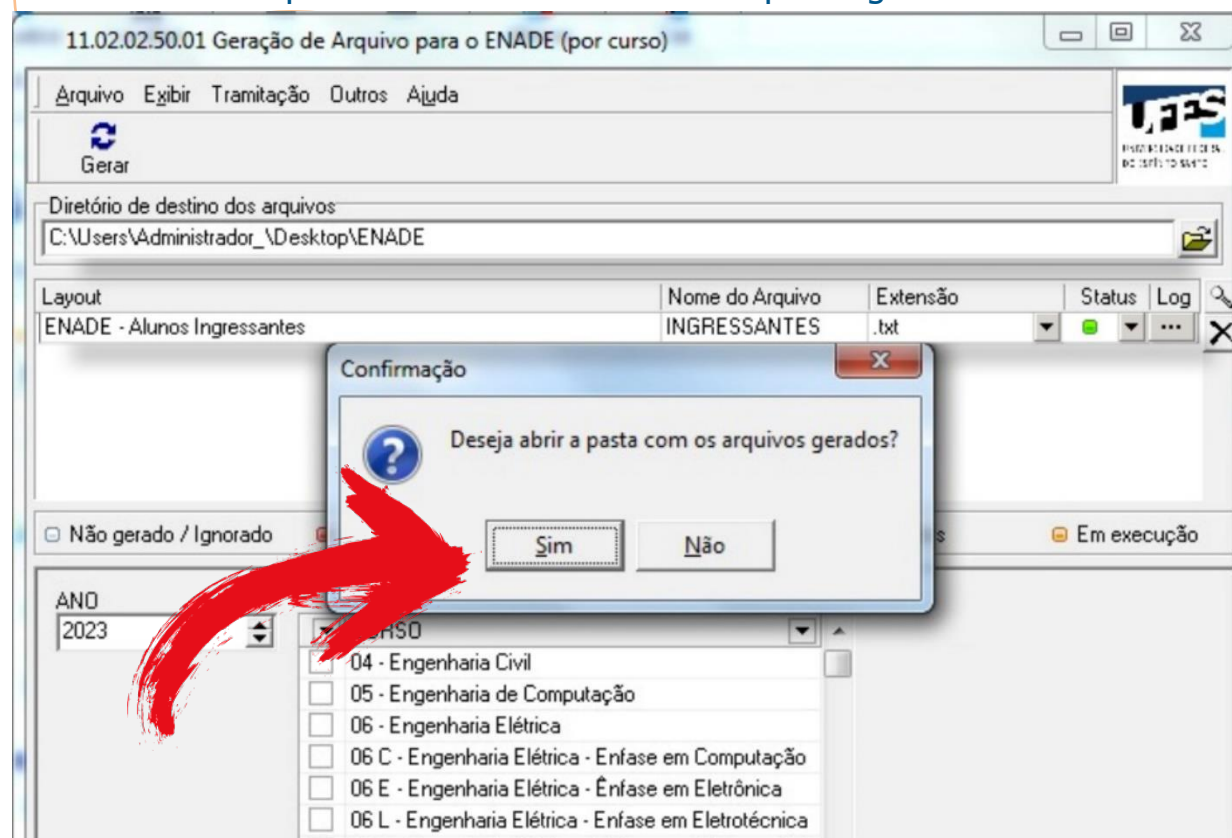 11.02.02.50.01 Geração de Arquivo para o ENADE (por curso)
Arquivo Exibir Tramitação Outros Ajuda
Gerar
UFES
Diretório de destino dos arquivos
C:\Users\Administrador_\Desktop\ENADE
Layout Nome do Arquivo Extensão Status Log
ENADE - Alunos Ingressantes INGRESSANTES .txt ...
Confirmação
Deseja abrir a pasta com os arquivos gerados?
Sim Não
Não gerado / Ignorado Em execução
ANO
2023
04 - Engenharia Civil
05 - Engenharia de Computação
06 - Engenharia Elétrica
06 C - Engenharia Elétrica - Enfase em Computação
06 E - Engenharia Elétrica - Ênfase em Eletrônica
06 L - Engenharia Elétrica - Enfase em Eletrotécnica